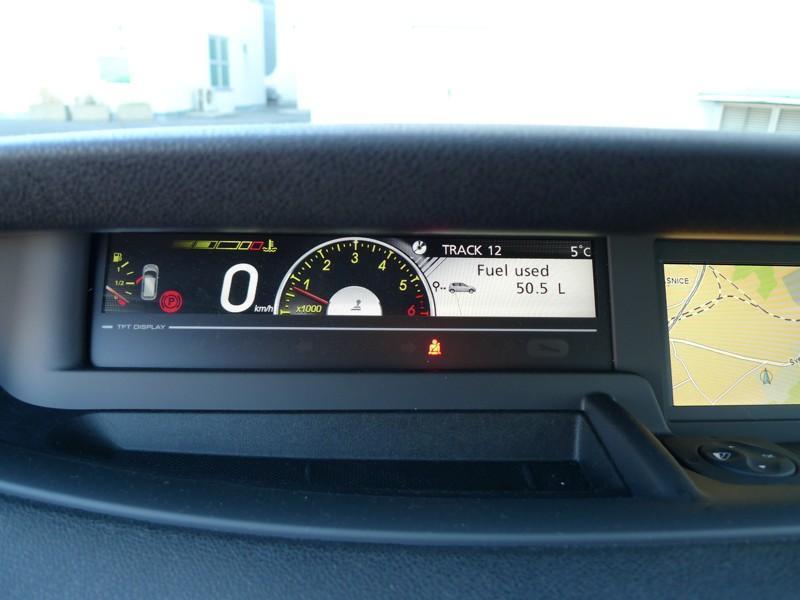 TRACK 12 5°C
Fuel used
50.5 L
1/2
P
0 km/h
1 2 3 4 5 6
x1000
TFT DISPLAY
SNICE